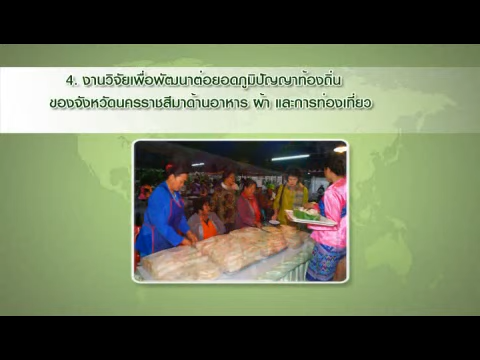 4. งานวิจัยเพื่อพัฒนาต่อยอดภูมิปัญญาท้องถิ่น
ของจังหวัดนครราชสีมาด้านอาหาร ผ้า และการท่องเที่ยว